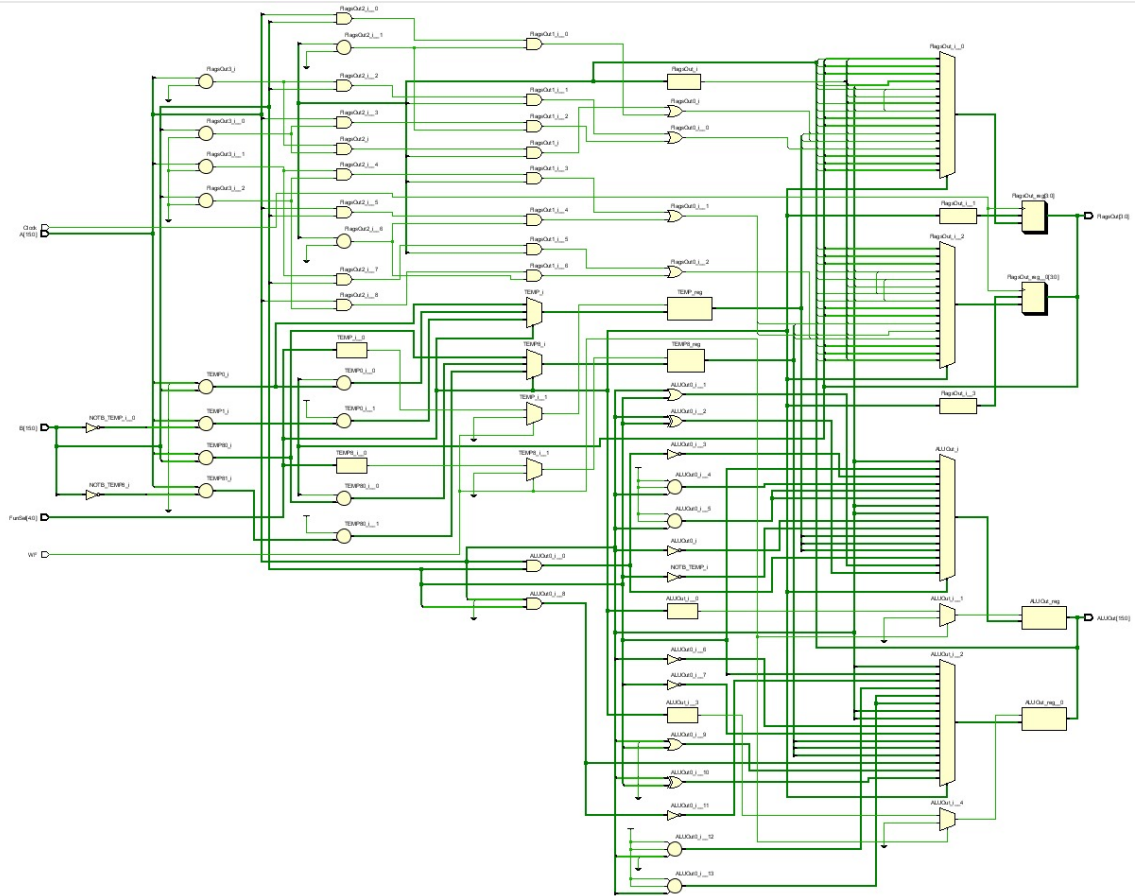 FlagsOut2_i__0
FlagsOut2_i__1
FlagsOut1_i__0
FlagsOut_i__0
FlagsOut3_i
FlagsOut2_i__2
FlagsOut_i
FlagsOut1_i__1
FlagsOut0_i
FlagsOut2_i__3
FlagsOut1_i__2
FlagsOut3_i__0
FlagsOut0_i__0
FlagsOut2_i
FlagsOut1_i
FlagsOut3_i__1
FlagsOut2_i__4
FlagsOut1_i__3
FlagsOut3_i__2
FlagsOut_reg[3:0]
FlagsOut2_i__5
FlagsOut_i__1
FlagsOut0_i__1
FlagsOut1_i__4
FlagsOut[3:0]
Clock
A[15:0]
FlagsOut2_i__6
FlagsOut_i__2
FlagsOut1_i__5
FlagsOut0_i__2
FlagsOut1_i__6
FlagsOut2_i__7
FlagsOut_reg__0[3:0]
FlagsOut2_i__8
TEMP_i
TEMP_reg
TEMP_i__0
TEMP8_i
TEMP8_reg
TEMP0_i
TEMP0_i__0
ALUOut0_i__1
FlagsOut_i__3
TEMP_i__1
NOTB_TEMP_i__0
TEMP1_i
TEMP0_i__1
ALUOut0_i__2
B[15:0]
ALUOut0_i__3
TEMP80_i
TEMP8_i__0
TEMP8_i__1
ALUOut_i
ALUOut0_i__4
NOTB_TEMP8_i
TEMP81_i
TEMP80_i__0
ALUOut0_i__5
FunSel[4:0]
TEMP80_i__1
ALUOut0_i
WF
ALUOut0_i__0
NOTB_TEMP_i
ALUOut0_i__8
ALUOut_i__0
ALUOut_i__1
ALUOut_reg
ALUOut[15:0]
ALUOut0_i__6
ALUOut_i__2
ALUOut0_i__7
ALUOut_i__3
ALUOut_reg__0
ALUOut0_i__9
ALUOut0_i__10
ALUOut0_i__11
ALUOut_i__4
ALUOut0_i__12
ALUOut0_i__13